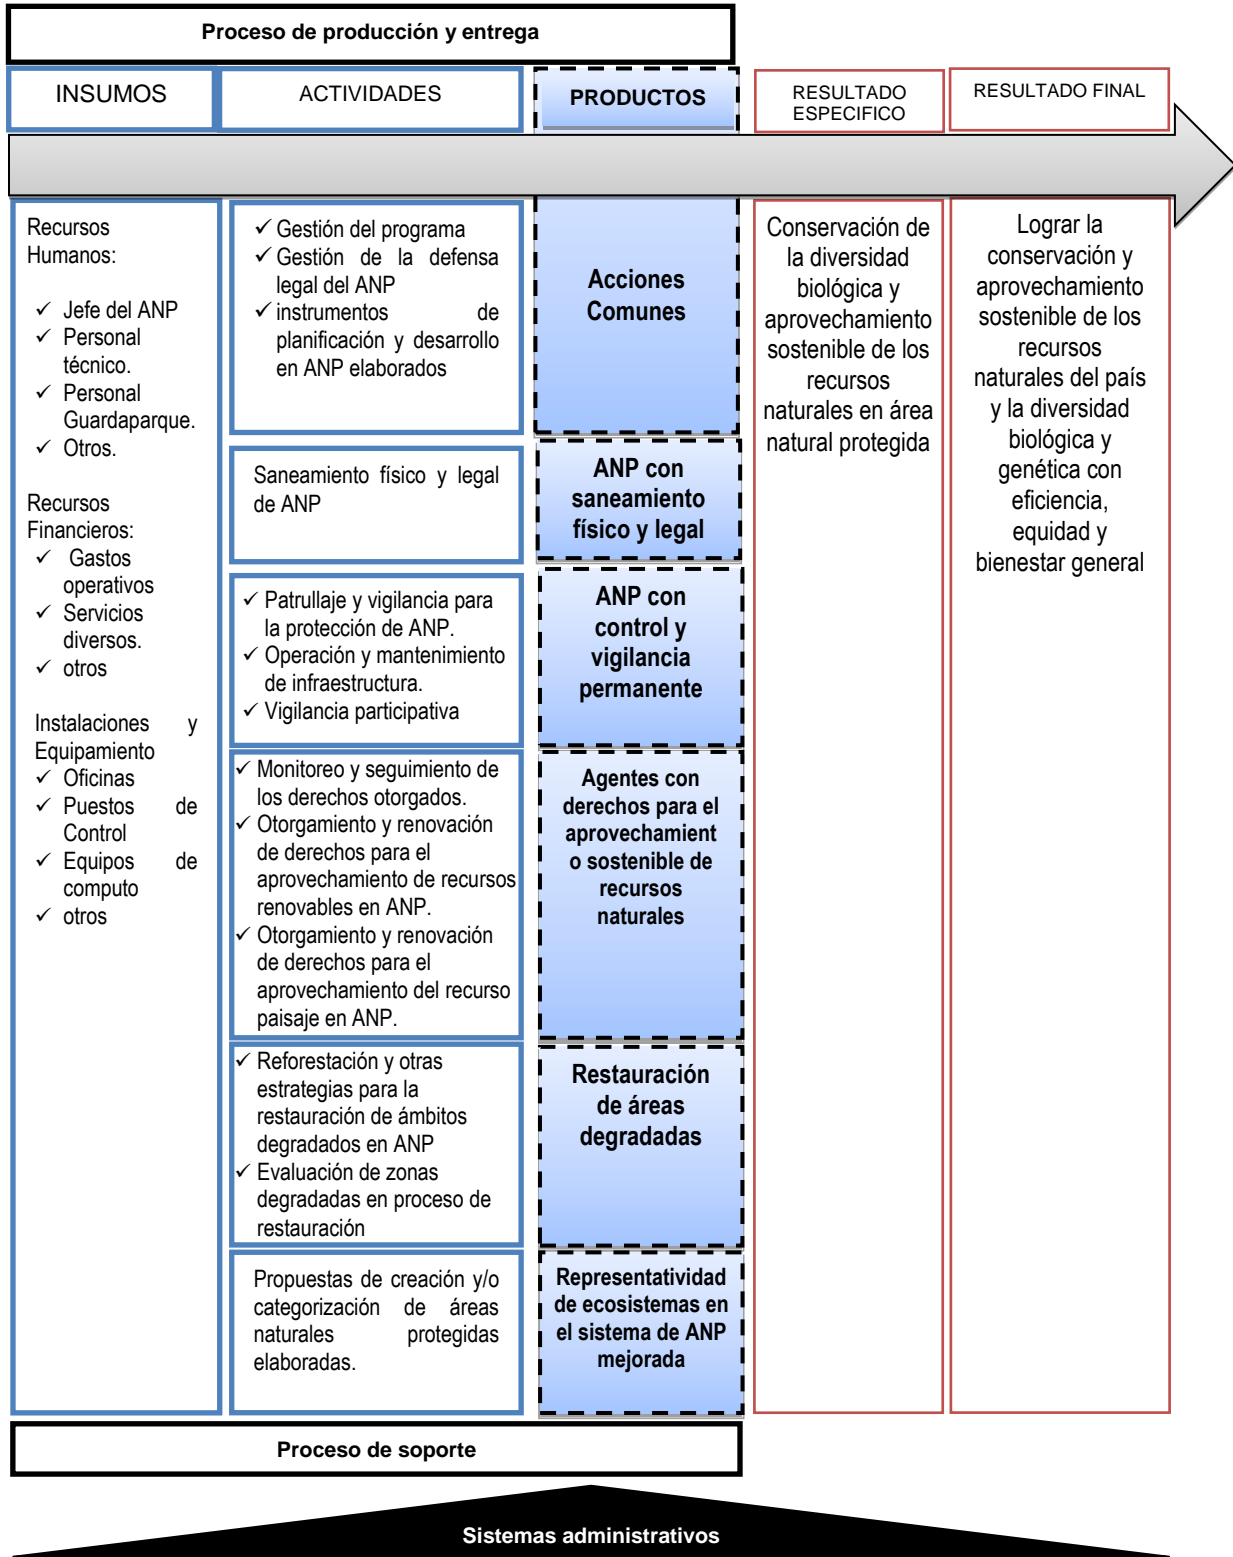 Proceso de producción y entrega
INSUMOS
ACTIVIDADES
PRODUCTOS
RESULTADO
ESPECIFICO
RESULTADO FINAL
Recursos
Humanos:
✓ Jefe del ANP
✓ Personal
técnico.
✓ Personal
Guardaparque.
✓ Otros.
Recursos
Financieros:
✓ Gastos
operativos
✓ Servicios
diversos.
✓ otros
Instalaciones y
Equipamiento
✓ Oficinas
✓ Puestos de
Control
✓ Equipos de
computo
✓ otros
✓ Gestión del programa
✓ Gestión de la defensa
legal del ANP
✓ instrumentos de
planificación y desarrollo
en ANP elaborados
Saneamiento físico y legal
de ANP
✓ Patrullaje y vigilancia para
la protección de ANP.
✓ Operación y mantenimiento
de infraestructura.
✓ Vigilancia participativa
✓ Monitoreo y seguimiento de
los derechos otorgados.
✓ Otorgamiento y renovación
de derechos para el
aprovechamiento de recursos
renovables en ANP.
✓ Otorgamiento y renovación
de derechos para el
aprovechamiento del recurso
paisaje en ANP.
✓ Reforestación y otras
estrategias para la
restauración de ámbitos
degradados en ANP
✓ Evaluación de zonas
degradadas en proceso de
restauración
Propuestas de creación y/o
categorización de áreas
naturales protegidas
elaboradas.
Acciones
Comunes
ANP con
saneamiento
físico y legal
ANP con
control y
vigilancia
permanente
Agentes con
derechos para el
aprovechamient
o sostenible de
recursos
naturales
Restauración
de áreas
degradadas
Representatividad
de ecosistemas en
el sistema de ANP
mejorada
Conservación de
la diversidad
biológica y
aprovechamiento
sostenible de los
recursos
naturales en área
natural protegida
Lograr la
conservación y
aprovechamiento
sostenible de los
recursos
naturales del país
y la diversidad
biológica y
genética con
eficiencia,
equidad y
bienestar general
Proceso de soporte
Sistemas administrativos